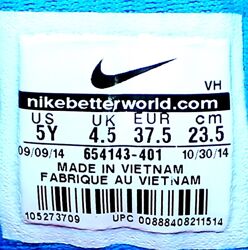 VH
nikebetterworld.com
US UK EUR cm
5Y 4.5 37.5 23.5
09/09/14 654143-401 10/30/14
MADE IN VIETNAM
FABRIQUE AU VIETNAM
105273709 UPC 00888408211514